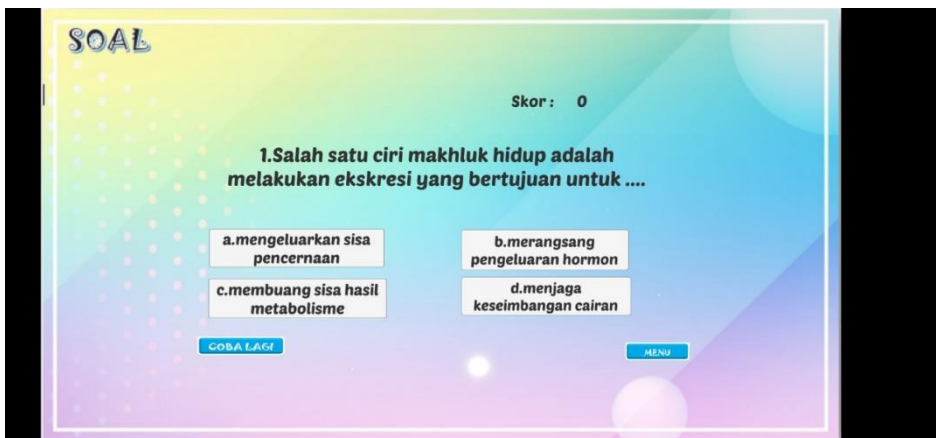 SOAL
Skor : 0
1.Salah satu ciri makhluk hidup adalah
melakukan ekskresi yang bertujuan untuk ....
a.mengeluarkan sisa
pencernaan
b.merangsang
pengeluaran hormon
c.membuang sisa hasil
metabolisme
d.menjaga
keseimbangan cairan
COBA LAGI
MENU